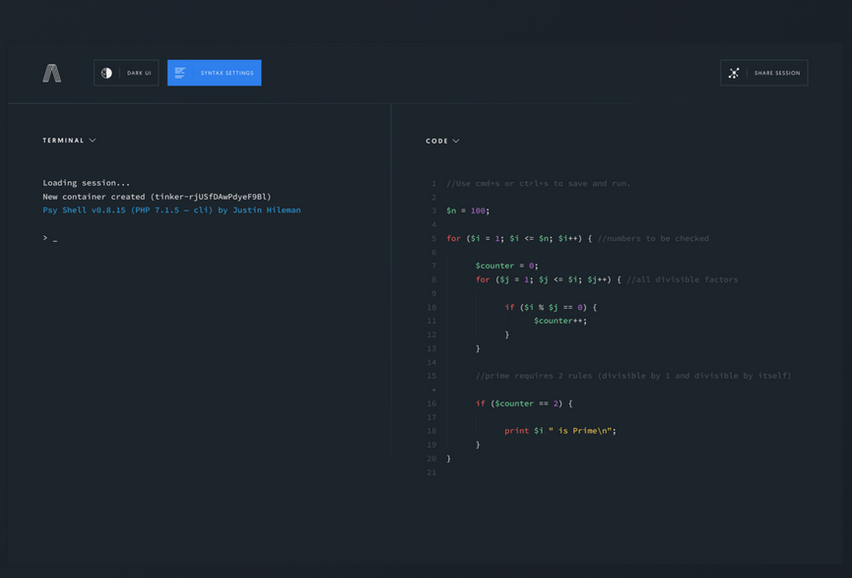 DARK UI
SYNTAX SETTINGS
SHARE SESSION
TERMINAL
Loading session...
New container created (tinker-rjUSfDAwPdyeF9Bl)
Psy Shell v0.8.15 (PHP 7.1.5 — cli) by Justin Hileman
> _
CODE
1 //Use cmd+s or ctrl+s to save and run.
2
3 $n = 100;
4
5 for ($i = 1; $i <= $n; $i++) { //numbers to be checked
6
7 $counter = 0;
8 for ($j = 1; $j <= $i; $j++) { //all divisible factors
9
10 if ($i % $j == 0) {
11 $counter++;
12 }
13 }
14
15 //prime requires 2 rules (divisible by 1 and divisible by itself)
•
16 if ($counter == 2) {
17
18 print $i " is Prime\n";
19 }
20 }
21